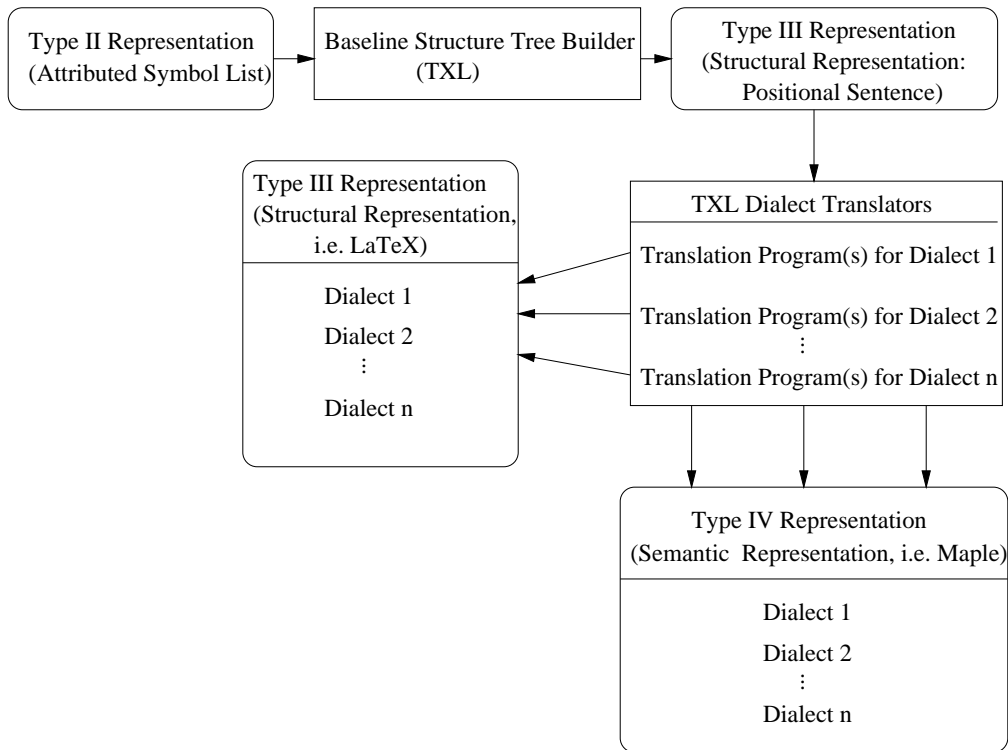 Type II Representation
(Attributed Symbol List)
Baseline Structure Tree Builder
(TXL)
Type III Representation
(Structural Representation:
Positional Sentence)
Type III Representation
(Structural Representation,
i.e. LaTeX)
Dialect 1
Dialect 2
⋮
Dialect n
TXL Dialect Translators
Translation Program(s) for Dialect 1
Translation Program(s) for Dialect 2
⋮
Translation Program(s) for Dialect n
Type IV Representation
(Semantic Representation, i.e. Maple)
Dialect 1
Dialect 2
⋮
Dialect n